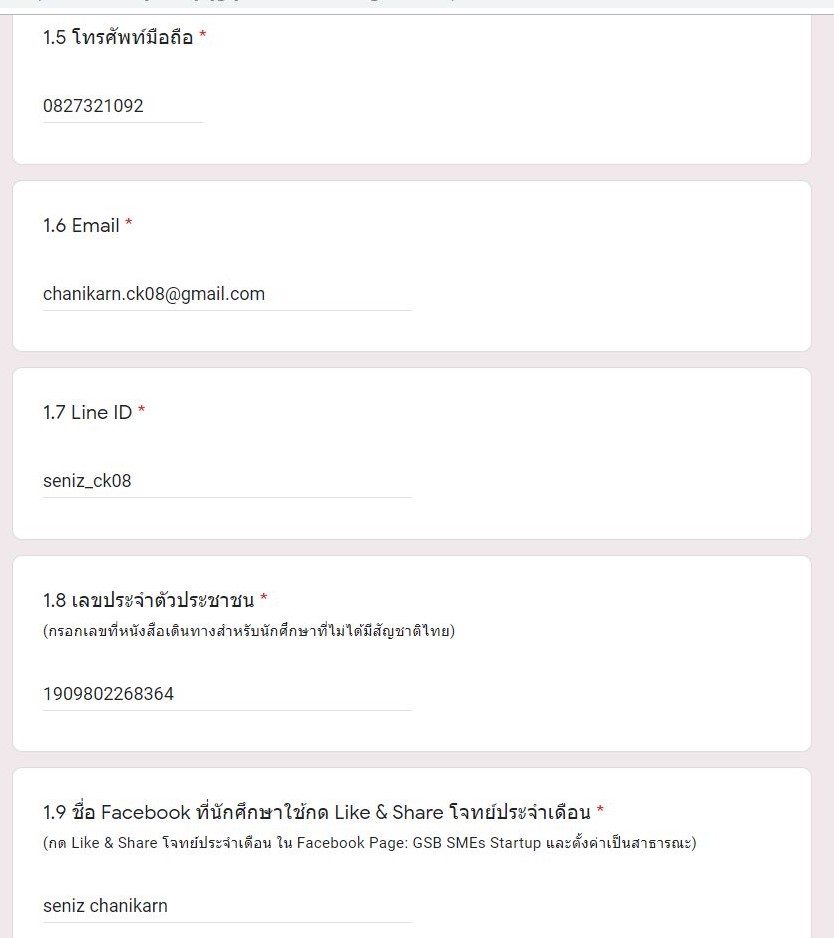 1.5 โทรศัพท์มือถือ *
0827321092
1.6 Email *
chanikarn.ck08@gmail.com
1.7 Line ID *
seniz_ck08
1.8 เลขประจำตัวประชาชน *
(กรอกเลขที่หนังสือเดินทางสำหรับนักศึกษาที่ไม่ได้มีสัญชาติไทย)
1909802268364
1.9 ชื่อ Facebook ที่นักศึกษาใช้กด Like & Share โจทย์ประจำเดือน *
(กด Like & Share โจทย์ประจำเดือน ใน Facebook Page: GSB SMEs Startup และตั้งค่าเป็นสาธารณะ)
seniz chanikarn